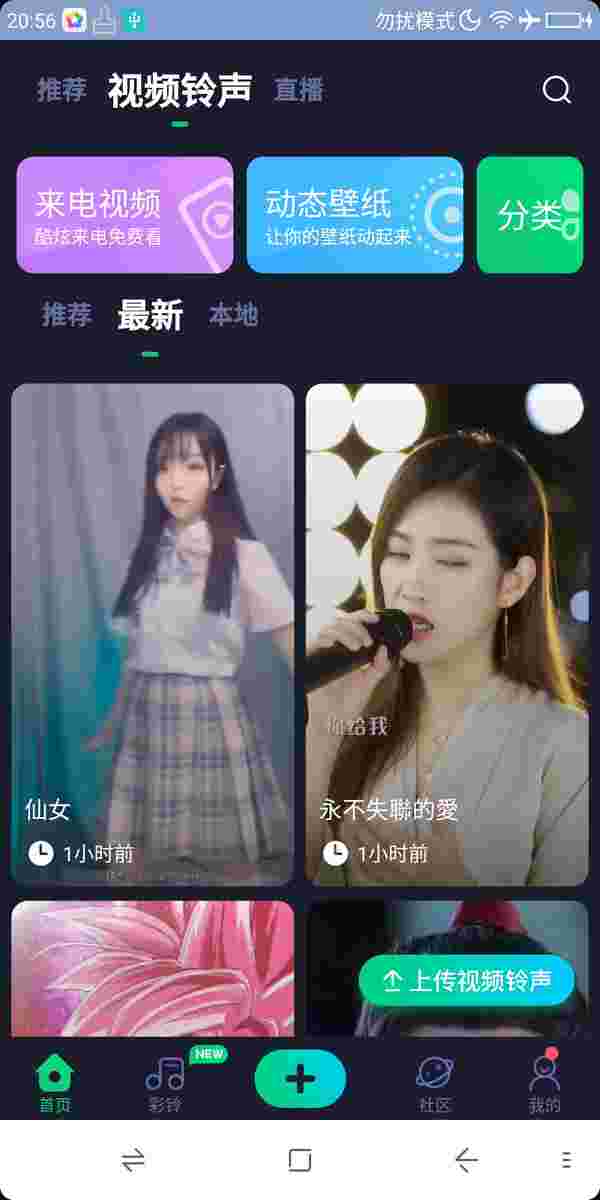 20:56 勿扰模式
推荐 视频铃声 直播
来电视频 动态壁纸 分类
酷炫来电免费看 让你的壁纸动起来
推荐 最新 本地
给我
仙女 永不失聯的愛
1小时前 1小时前
上传视频铃声
NEW
首页 彩铃 社区 我的